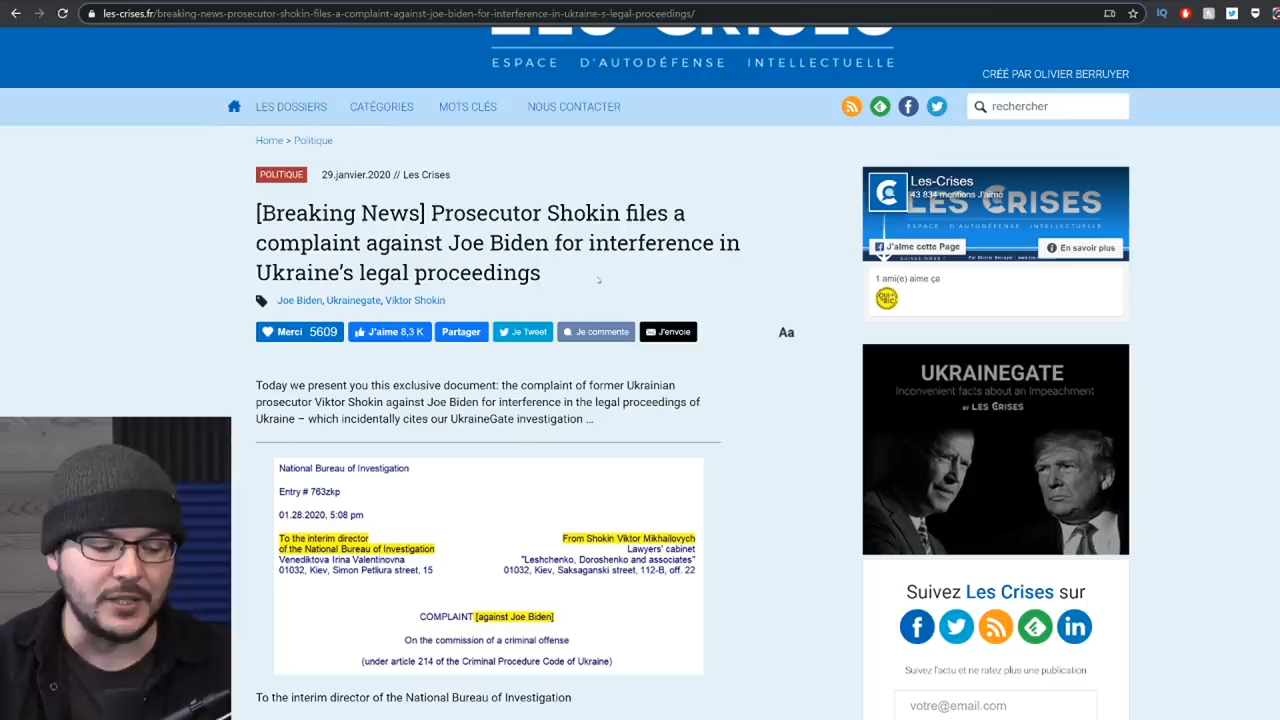 les-crises.fr/breaking-news-prosecutor-shokin-files-a-complaint-against-joe-biden-for-interference-in-ukraine-s-legal-proceedings/
IQ
LES CRISES
ESPACE D'AUTODÉFENSE INTELLECTUELLE
CRÉÉ PAR OLIVIER BERRUYER
LES DOSSIERS CATÉGORIES MOTS CLÉS NOUS CONTACTER
rechercher
Home > Politique
POLITIQUE 29.janvier.2020 // Les Crises
[Breaking News] Prosecutor Shokin files a
complaint against Joe Biden for interference in
Ukraine’s legal proceedings
Joe Biden, Ukrainegate, Viktor Shokin
Merci 5609 J'aime 8,3 K Partager Je Tweet Je commente J'envoie
Aa
Today we present you this exclusive document: the complaint of former Ukrainian
prosecutor Viktor Shokin against Joe Biden for interference in the legal proceedings of
Ukraine – which incidentally cites our UkraineGate investigation …
National Bureau of Investigation
Entry # 763zkp
01.28.2020, 5:08 pm
To the interim director
of the National Bureau of Investigation
Venediktova Irina Valentinovna
01032, Kiev, Simon Petliura street, 15
From Shokin Viktor Mikhailovych
Lawyers' cabinet
"Leshchenko, Doroshenko and associates"
01032, Kiev, Saksaganski street, 112-B, off. 22
COMPLAINT [against Joe Biden]
On the commission of a criminal offense
(under article 214 of the Criminal Procedure Code of Ukraine)
To the interim director of the National Bureau of Investigation
Les-Crises
43 834 mentions J'aime
LES CRISES
J'aime cette Page
En savoir plus
1 ami(e) aime ça
UKRAINEGATE
Inconvenient facts about an Impeachment
BY LES CRISES
Suivez Les Crises sur
Suivez l'actu et ne ratez plus une publication
votre@email.com